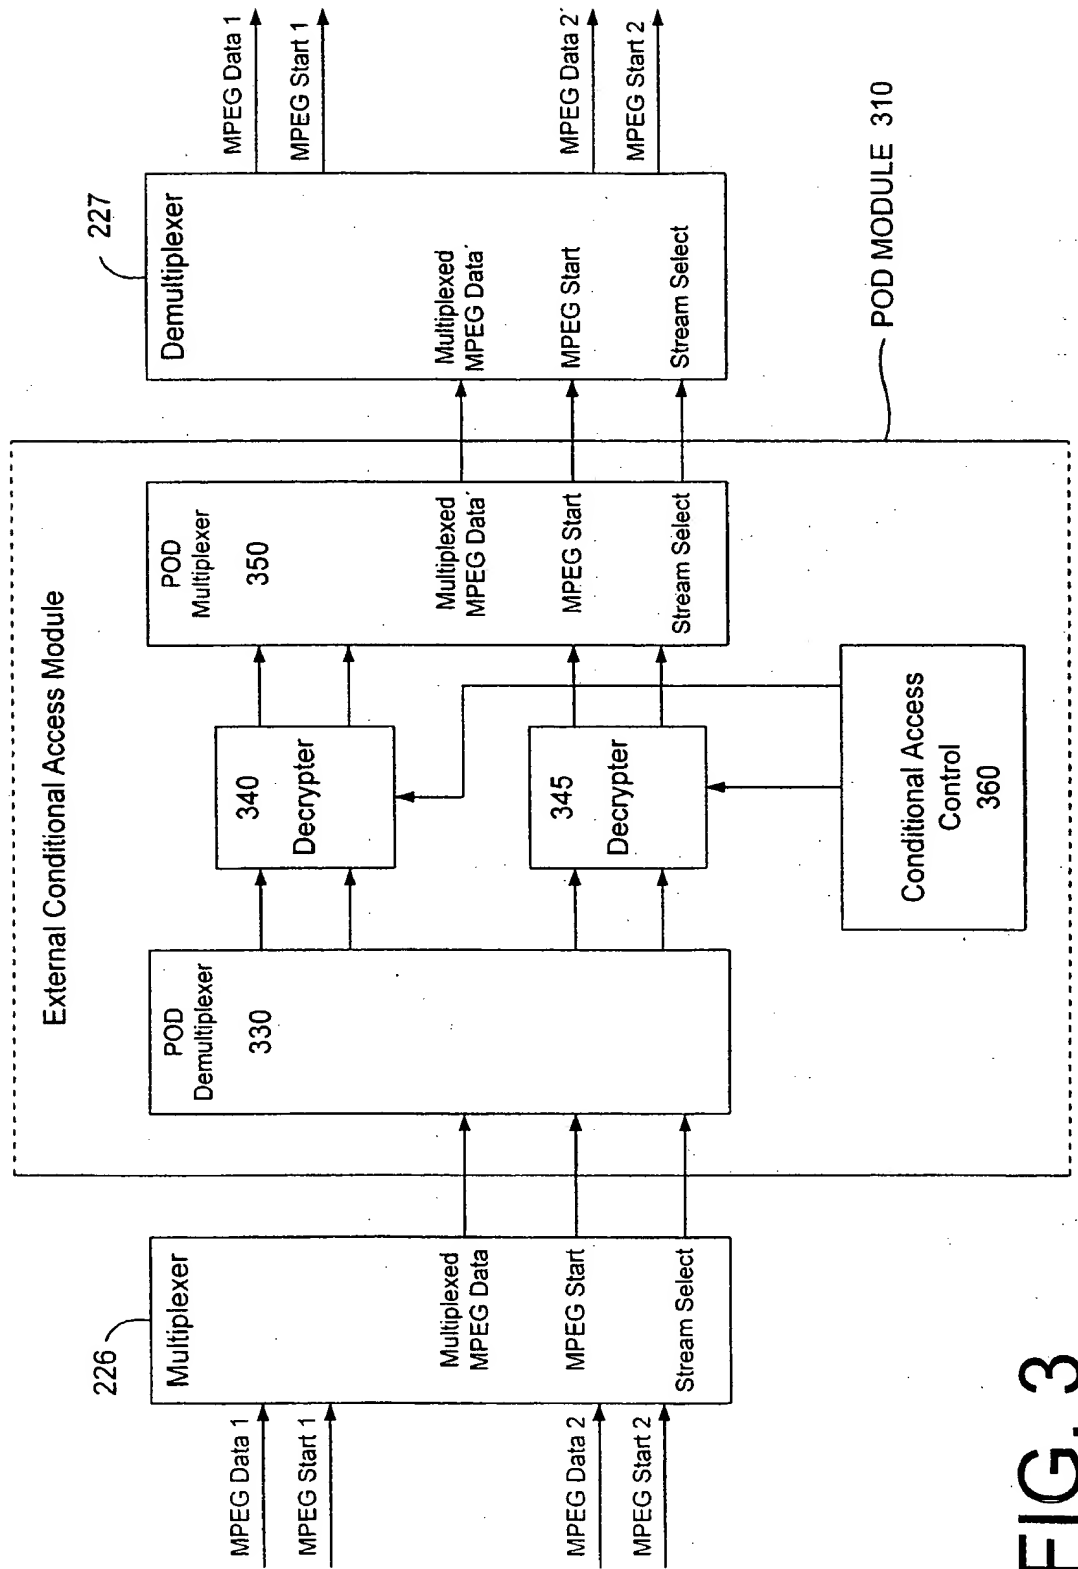 MPEG Data 1
MPEG Start 1
MPEG Data 2
MPEG Start 2
226
Multiplexer
Multiplexed
MPEG Data
MPEG Start
Stream Select
External Conditional Access Module
POD
Demultiplexer
330
340
Decrypter
345
Decrypter
Conditional Access
Control
360
POD
Multiplexer
350
Multiplexed
MPEG Data´
MPEG Start
Stream Select
227
Demultiplexer
Multiplexed
MPEG Data´
MPEG Start
Stream Select
MPEG Data 1
MPEG Start 1
MPEG Data 2´
MPEG Start 2
POD MODULE 310
FIG. 3